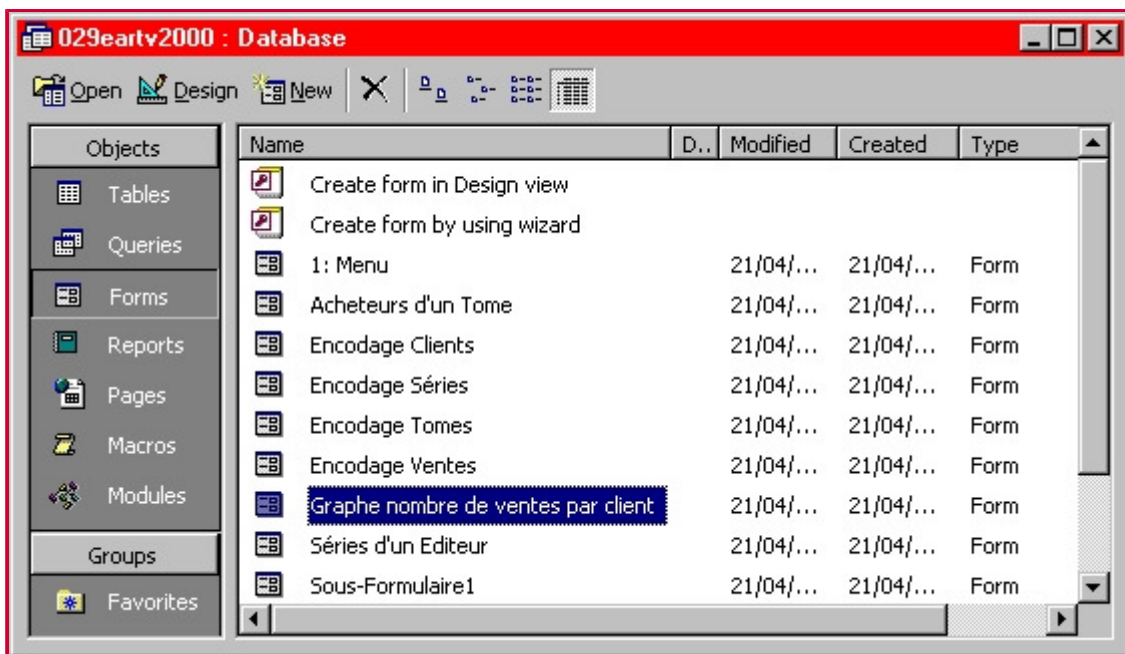 029eartv2000 : Database
Open Design New
Objects
Tables
Queries
Forms
Reports
Pages
Macros
Modules
Groups
Favorites
Name D.. Modified Created Type
Create form in Design view
Create form by using wizard
1: Menu 21/04/... 21/04/... Form
Acheteurs d'un Tome 21/04/... 21/04/... Form
Encodage Clients 21/04/... 21/04/... Form
Encodage Séries 21/04/... 21/04/... Form
Encodage Tomes 21/04/... 21/04/... Form
Encodage Ventes 21/04/... 21/04/... Form
Graphe nombre de ventes par client 21/04/... 21/04/... Form
Séries d'un Editeur 21/04/... 21/04/... Form
Sous-Formulaire1 21/04/... 21/04/... Form